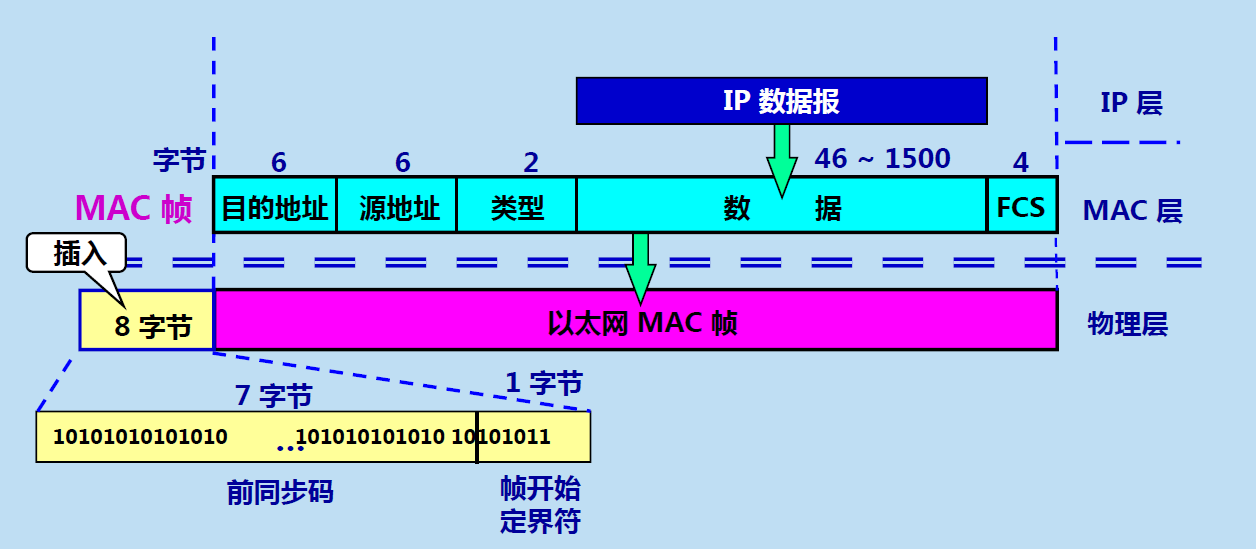 IP 数据报
IP 层
字节 6 6 2 46 ~ 1500 4
MAC 帧 目的地址 源地址 类型 数 据 FCS MAC 层
插入
8 字节 以太网 MAC 帧 物理层
7 字节 1 字节
10101010101010 ... 101010101010 10101011
前同步码 帧开始
定界符